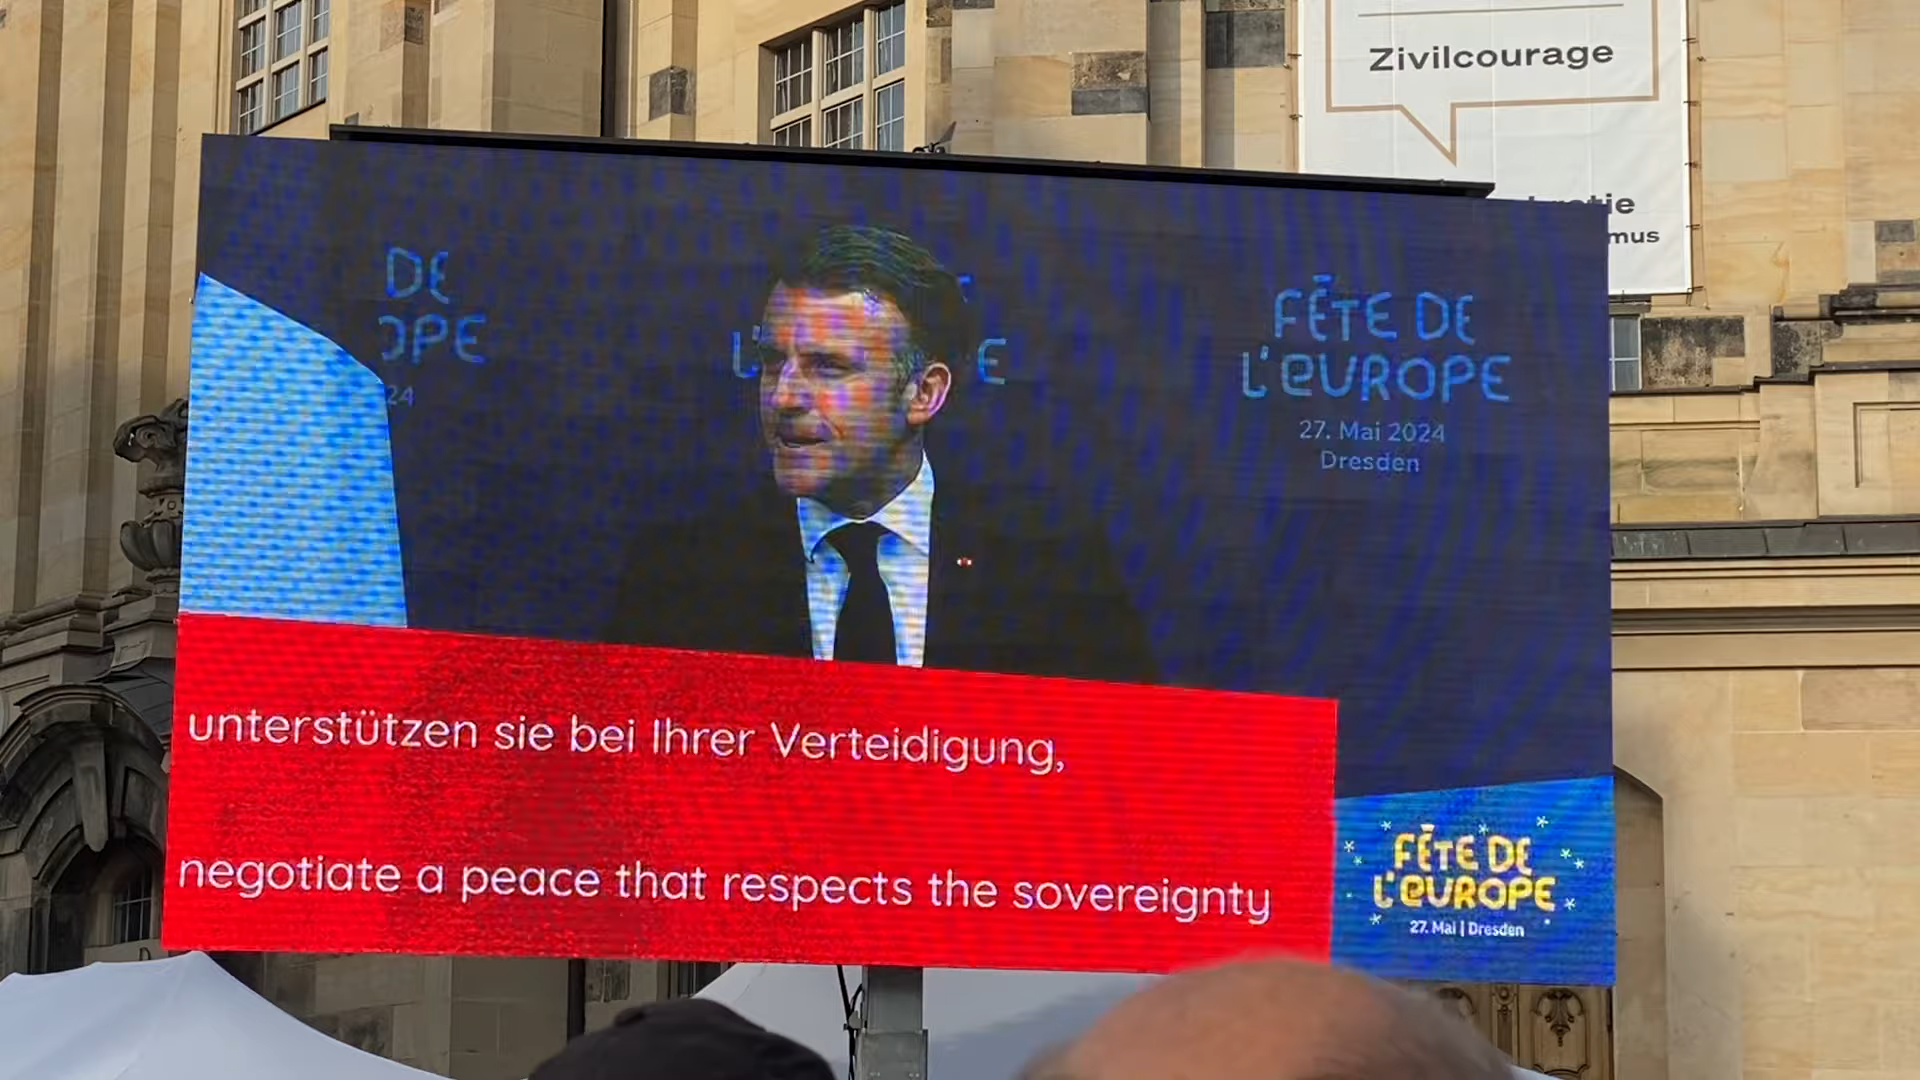 Zivilcourage
mus
DE
OPE
24
L'
E
FÊTE DE
L'EUROPE
27. Mai 2024
Dresden
unterstützen sie bei Ihrer Verteidigung,
negotiate a peace that respects the sovereignty
FÊTE DE
L'EUROPE
27. Mai | Dresden